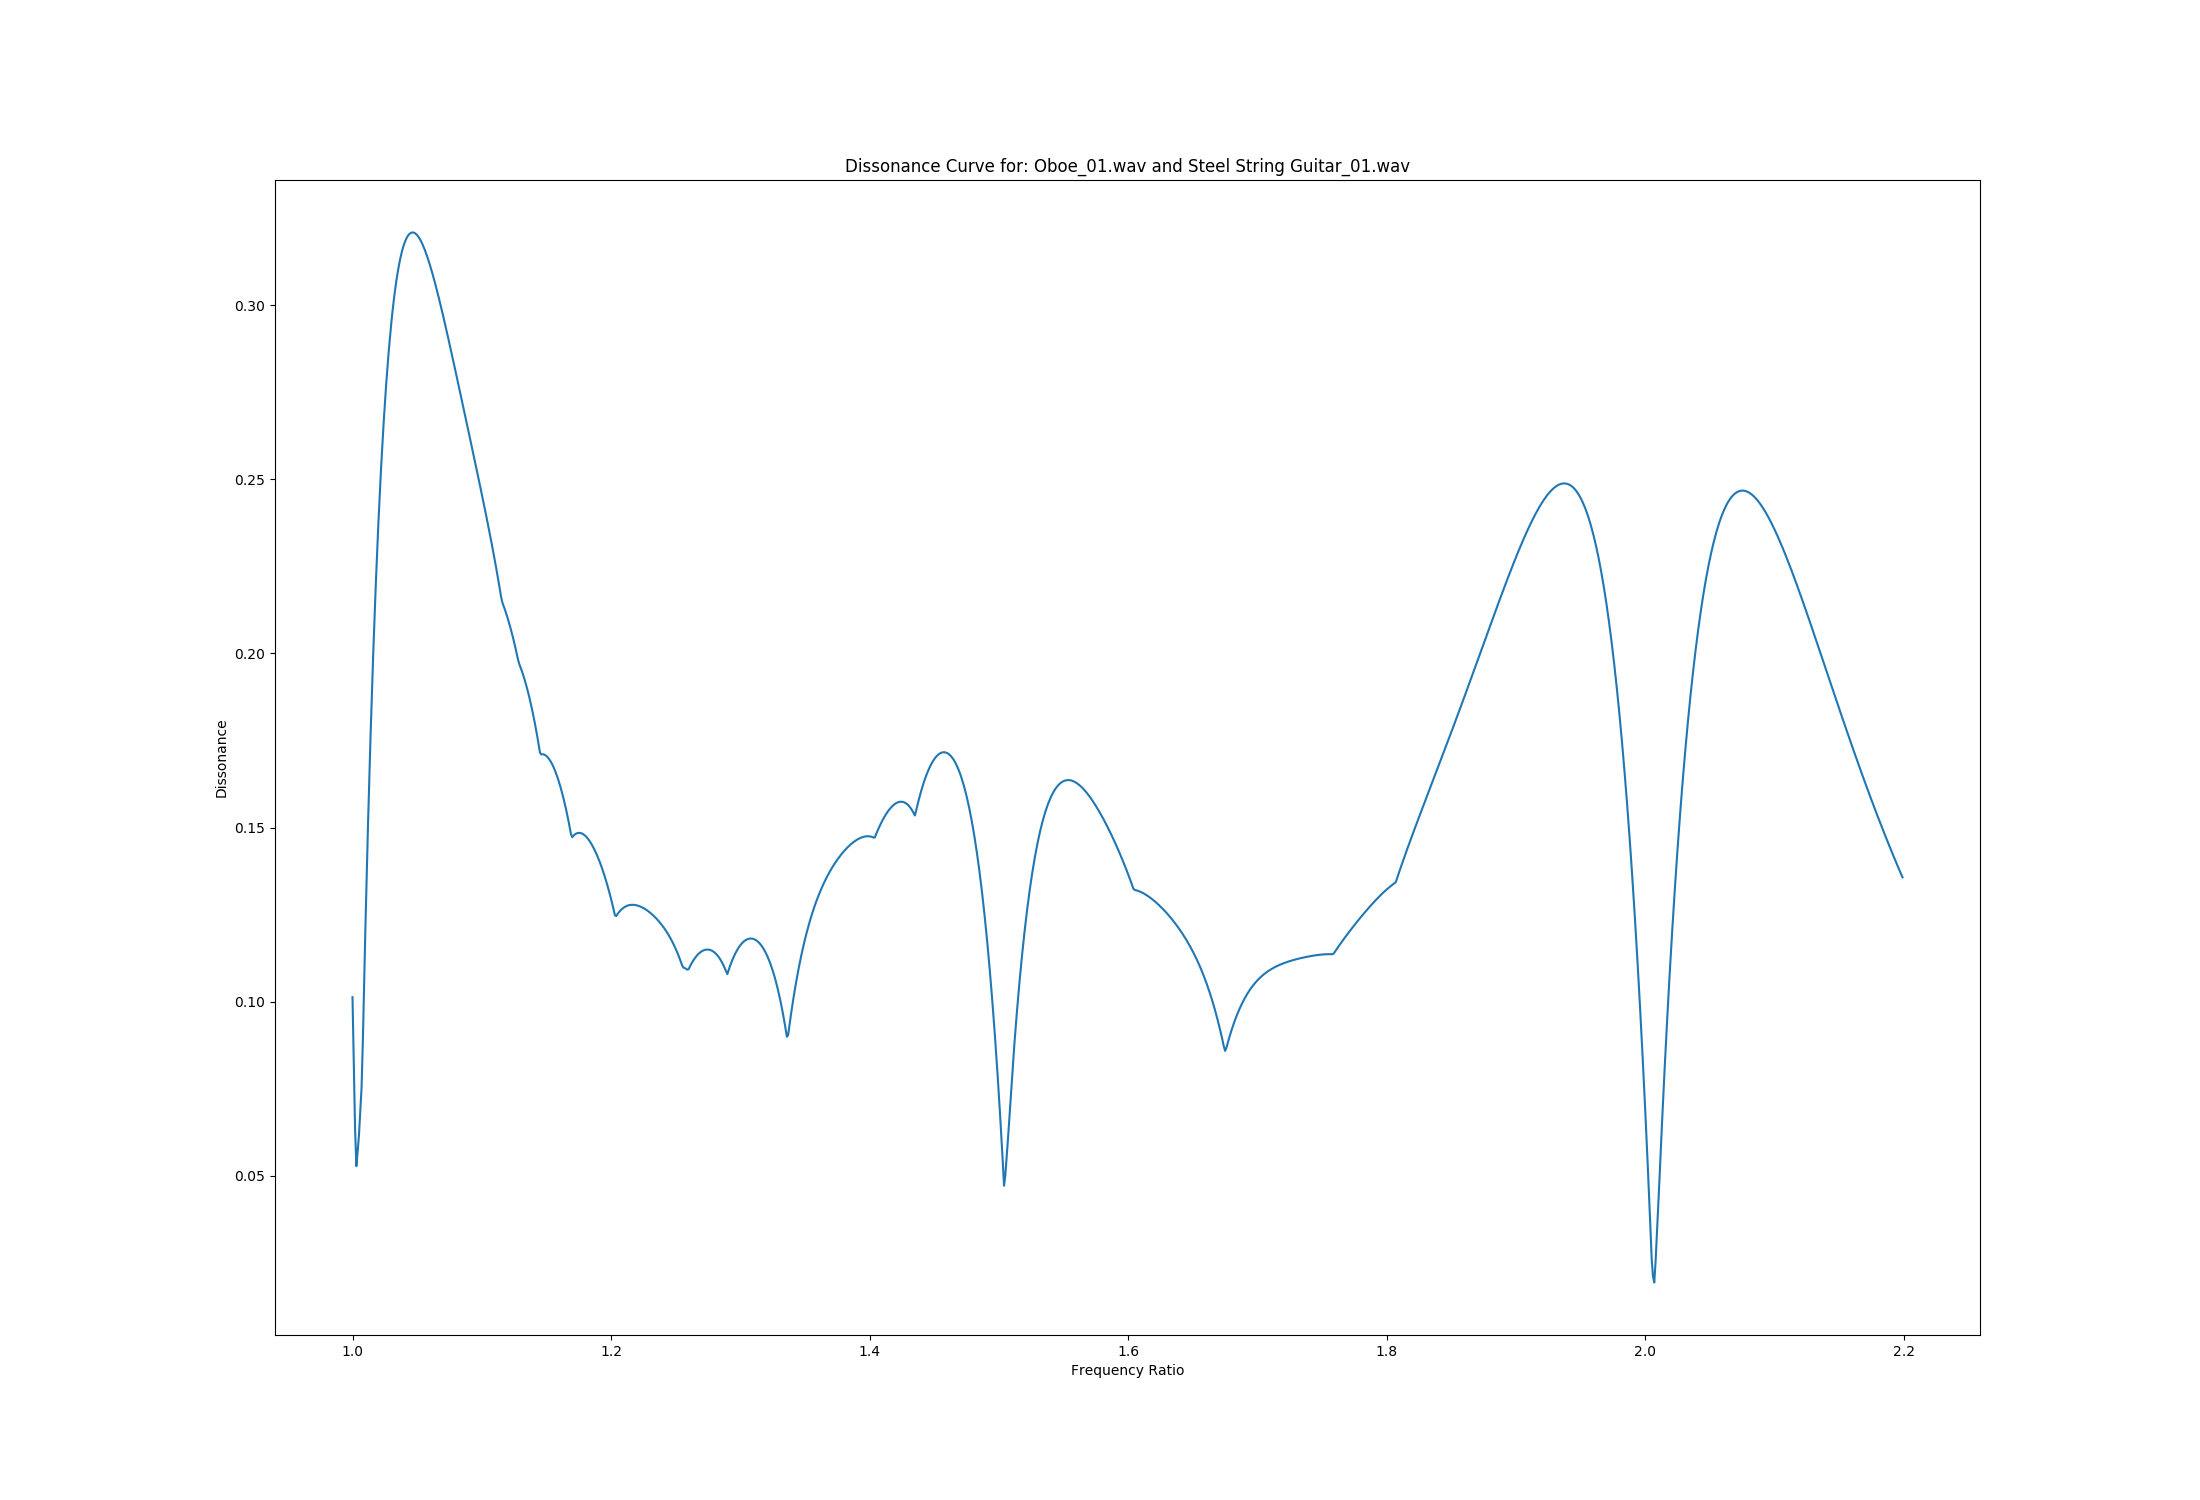 Dissonance Curve for: Oboe_01.wav and Steel String Guitar_01.wav
0.30
0.25
0.20
0.15
0.10
0.05
Dissonance
1.0 1.2 1.4 1.6 1.8 2.0 2.2
Frequency Ratio